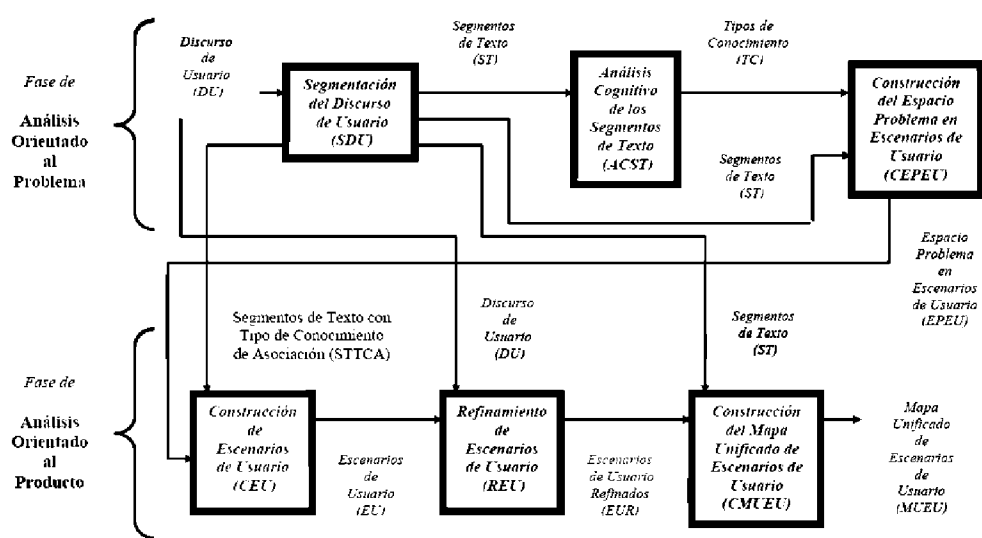 Fase de
Análisis
Orientado
al
Problema
Discurso
de
Usuario
(DU)
Segmentación
del Discurso
de Usuario
(SDU)
Segmentos
de Texto
(ST)
Análisis
Cognitivo
de los
Segmentos
de Texto
(ACST)
Tipos de
Conocimiento
(TC)
Segmentos
de Texto
(ST)
Construcción
del Espacio
Problema en
Escenarios de
Usuario
(CEPEU)
Espacio
Problema
en
Escenarios
de Usuario
(EPEU)
Fase de
Análisis
Orientado
al
Producto
Segmentos de Texto con
Tipo de Conocimiento
de Asociación (STTCA)
Discurso
de
Usuario
(DU)
Segmentos
de Texto
(ST)
Construcción
de
Escenarios
de Usuario
(CEU)
Escenarios
de
Usuario
(EU)
Refinamiento
de
Escenarios
de Usuario
(REU)
Escenarios
de Usuario
Refinados
(EUR)
Construcción
del Mapa
Unificado de
Escenarios de
Usuario
(CMUEU)
Mapa
Unificado
de
Escenarios
de
Usuario
(MUEU)